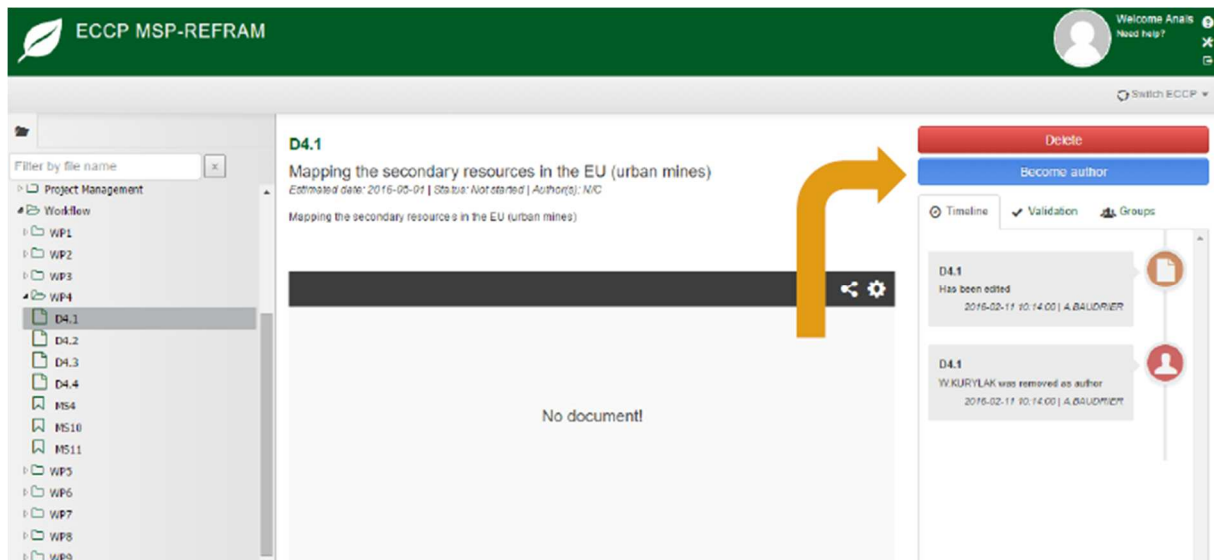 ECCP MSP-REFRAM
Welcome Anais
Need help?
Switch ECCP
Filter by file name
x
Project Management
Workflow
WP1
WP2
WP3
WP4
D4.1
D4.2
D4.3
D4.4
MS4
MS10
MS11
WP5
WP6
WP7
WP8
WP9
D4.1
Mapping the secondary resources in the EU (urban mines)
Estimated date: 2016-05-01 | Status: Not started | Author(s): N/C
Mapping the secondary resources in the EU (urban mines)
No document!
Delete
Become author
Timeline Validation Groups
D4.1
Has been edited
2016-02-11 10:14:00 | A.BAUDRIER
D4.1
W.KURYLAK was removed as author
2016-02-11 10:14:00 | A.BAUDRIER